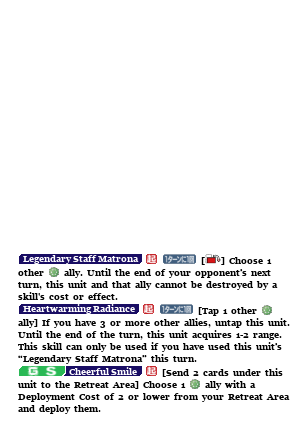 Legendary Staff Matrona 起 1ターンに1回 [] Choose 1
other ally. Until the end of your opponent's next
turn, this unit and that ally cannot be destroyed by a
skill's cost or effect.
Heartwarming Radiance 起 1ターンに1回 [Tap 1 other
ally] If you have 3 or more other allies, untap this unit.
Until the end of the turn, this unit acquires 1-2 range.
This skill can only be used if you have used this unit's
"Legendary Staff Matrona" this turn.
G S Cheerful Smile 起 [Send 2 cards under this
unit to the Retreat Area] Choose 1 ally with a
Deployment Cost of 2 or lower from your Retreat Area
and deploy them.